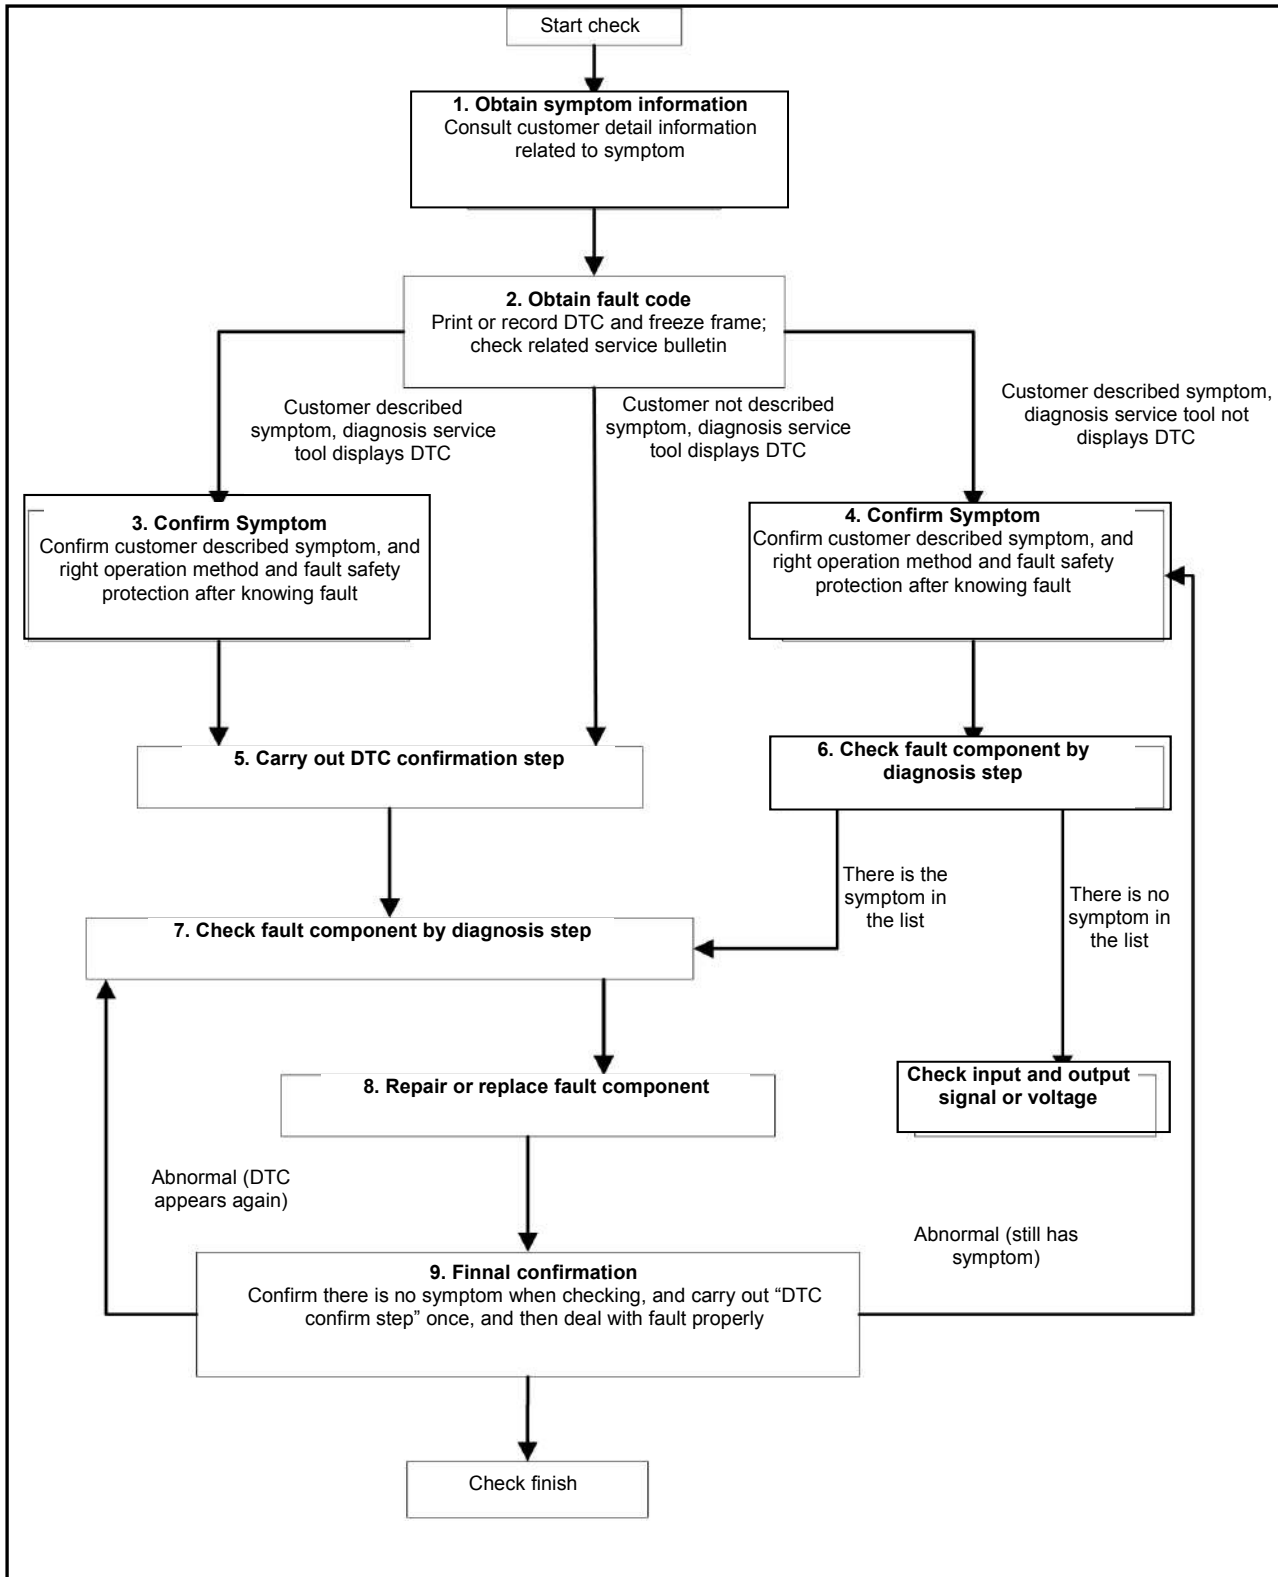 Start check
1. Obtain symptom information
Consult customer detail information
related to symptom
2. Obtain fault code
Print or record DTC and freeze frame;
check related service bulletin
Customer described
symptom, diagnosis service
tool displays DTC
Customer not described
symptom, diagnosis service
tool displays DTC
Customer described symptom,
diagnosis service tool not
displays DTC
3. Confirm Symptom
Confirm customer described symptom, and
right operation method and fault safety
protection after knowing fault
4. Confirm Symptom
Confirm customer described symptom, and
right operation method and fault safety
protection after knowing fault
5. Carry out DTC confirmation step
6. Check fault component by
diagnosis step
There is the
symptom in
the list
There is no
symptom in
the list
7. Check fault component by diagnosis step
8. Repair or replace fault component
Check input and output
signal or voltage
Abnormal (DTC
appears again)
Abnormal (still has
symptom)
9. Finnal confirmation
Confirm there is no symptom when checking, and carry out “DTC
confirm step” once, and then deal with fault properly
Check finish